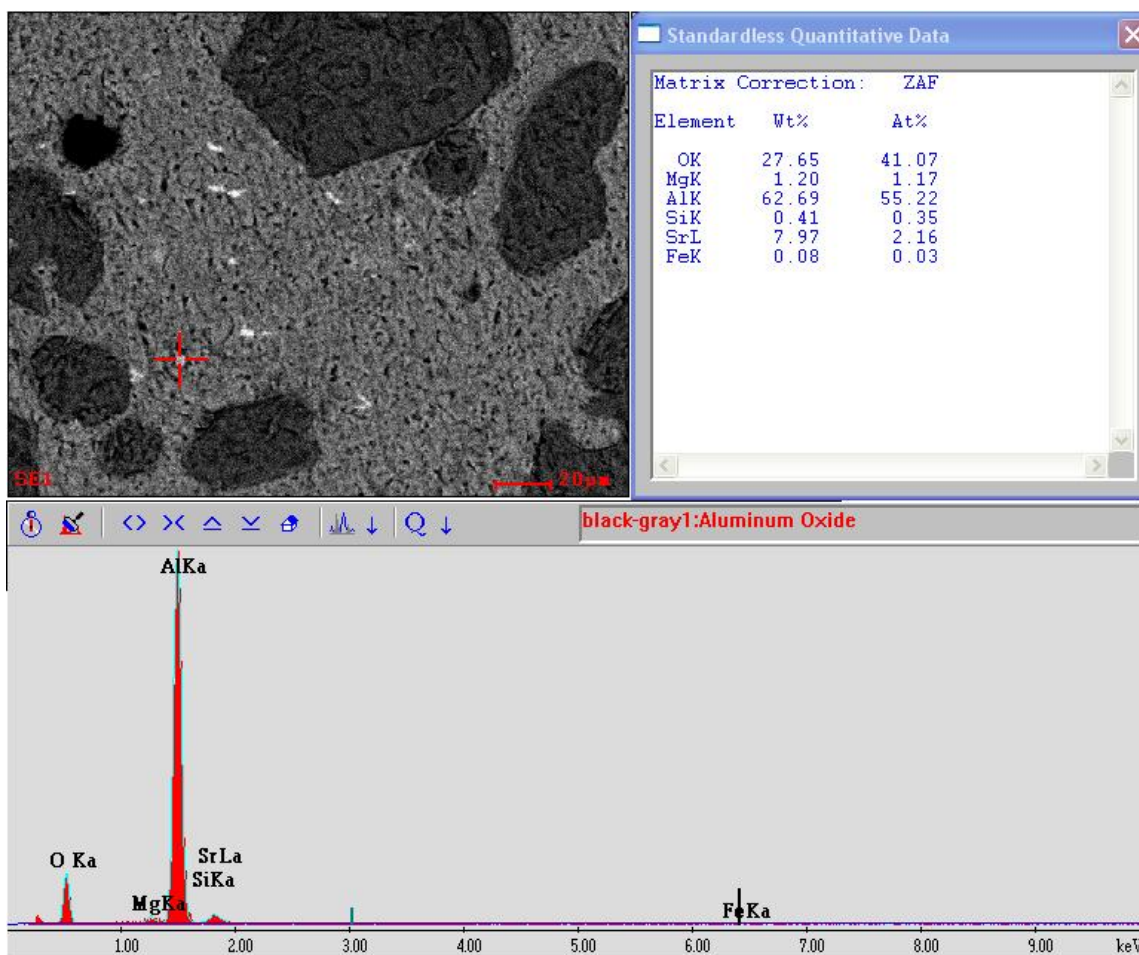 Standardless Quantitative Data
Matrix Correction: ZAF
Element Wt% At%
OK 27.65 41.07
MgK 1.20 1.17
AlK 62.69 55.22
SiK 0.41 0.35
SrL 7.97 2.16
FeK 0.08 0.03
SE1
20µm
Q
black-gray1:Aluminum Oxide
AlKa
O Ka
SrLa
SiKa
MgKa
FeKa
1.00 2.00 3.00 4.00 5.00 6.00 7.00 8.00 9.00 keV